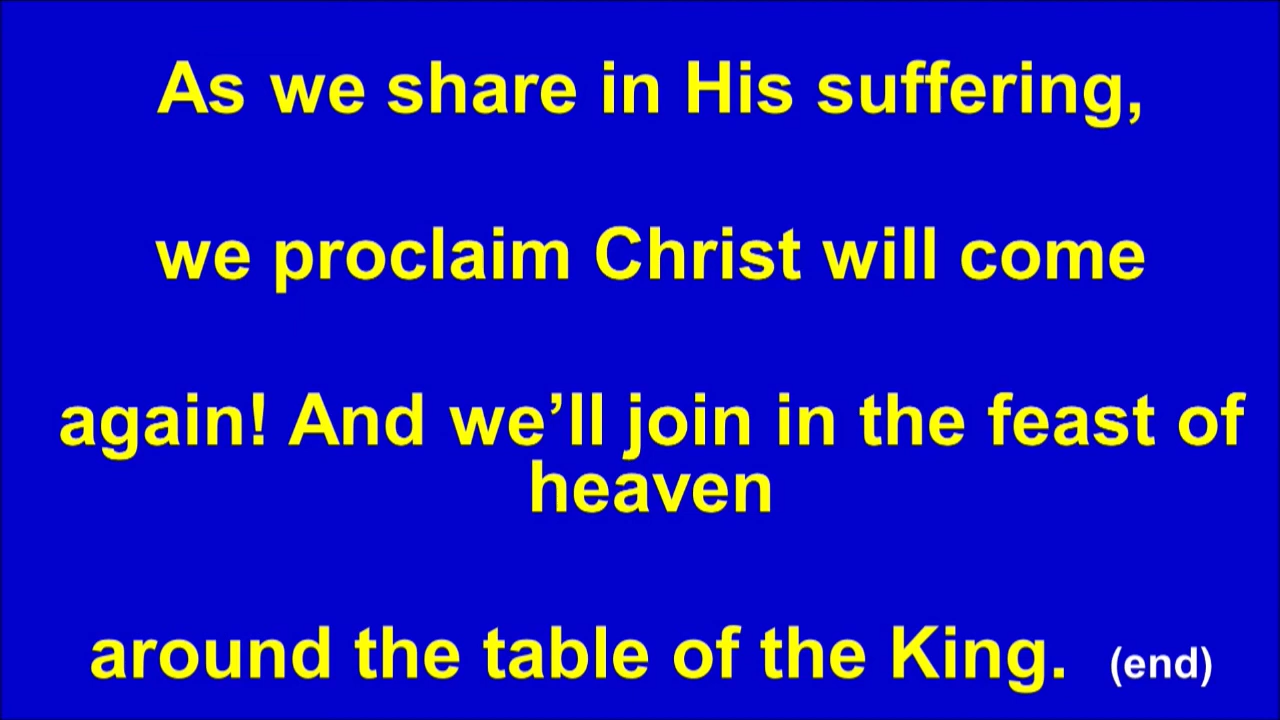 As we share in His suffering,
we proclaim Christ will come
again! And we’ll join in the feast of
heaven
around the table of the King. (end)